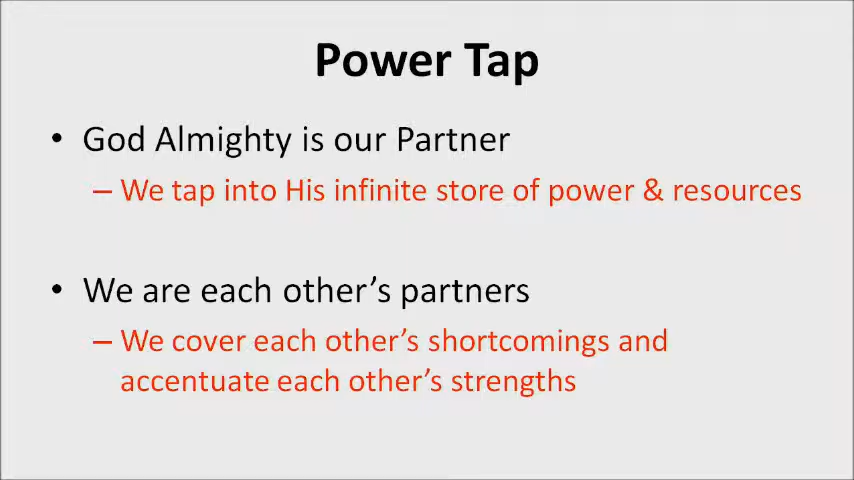 Power Tap
• God Almighty is our Partner
– We tap into His infinite store of power & resources
• We are each other’s partners
– We cover each other’s shortcomings and
accentuate each other’s strengths